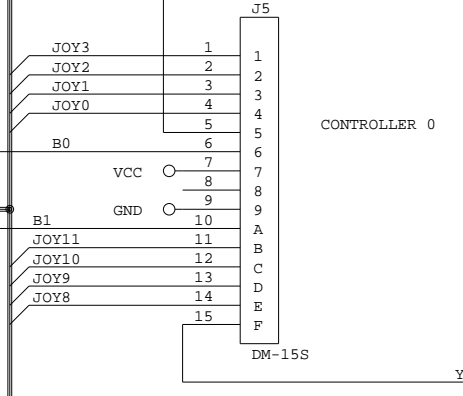 J5
JOY3 1 1
JOY2 2 2
JOY1 3 3
JOY0 4 4
5 5
CONTROLLER 0
B0 6 6
VCC 7 7
8 8
GND 9 9
B1 10 A
JOY11 11 B
JOY10 12 C
JOY9 13 D
JOY8 14 E
15 F
DM-15S
Y